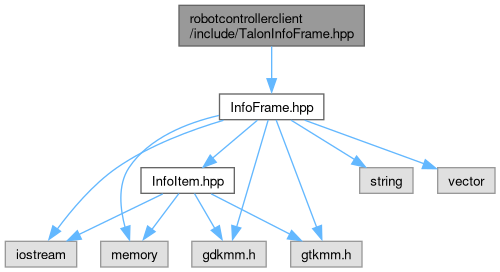 robotcontrollerclient
/include/TalonInfoFrame.hpp
InfoFrame.hpp
InfoItem.hpp
string
vector
iostream
memory
gdkmm.h
gtkmm.h